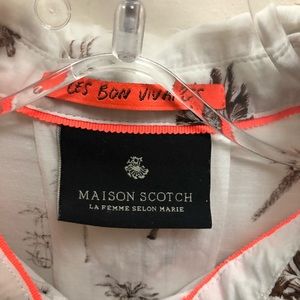 LES BON VIVANTS
MAISON SCOTCH
LA FEMME SELON MARIE